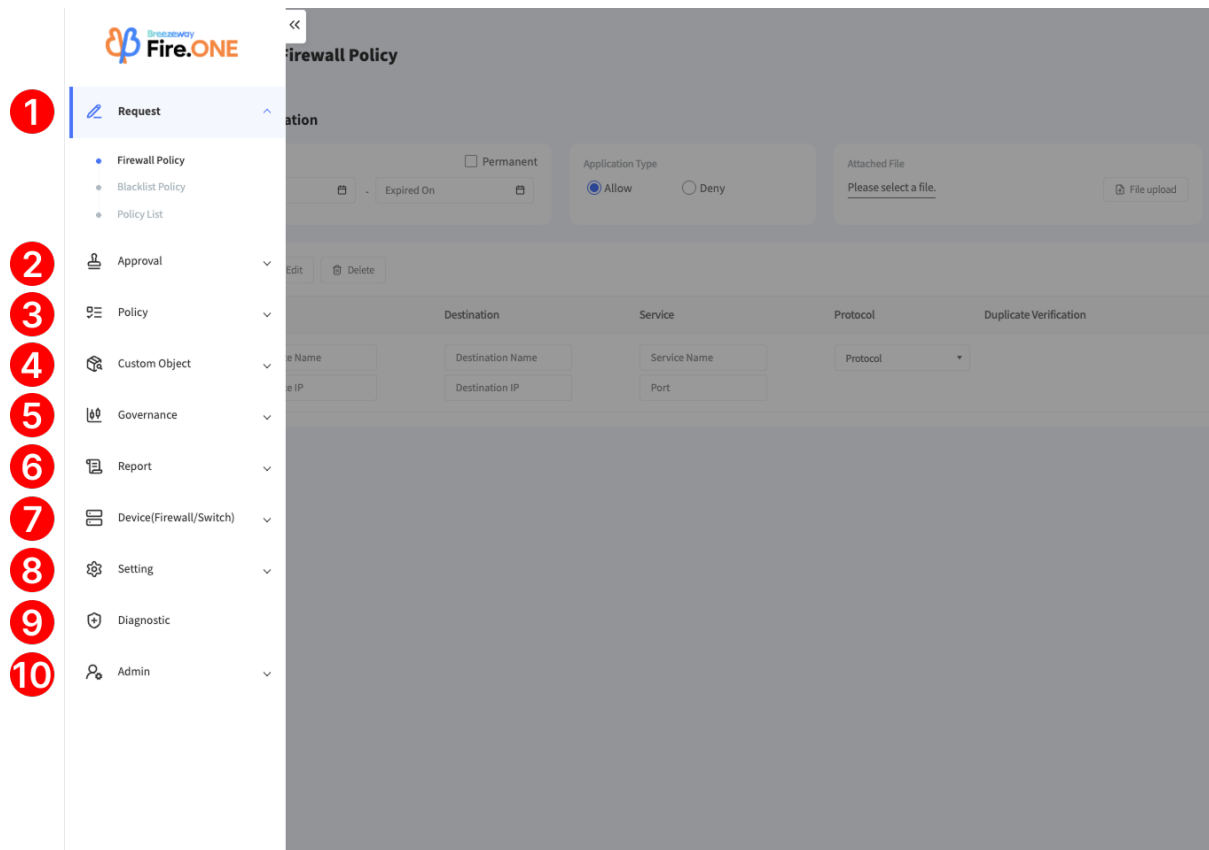 Breezeway
Fire.ONE
1 Request
Firewall Policy
Blacklist Policy
Policy List
2 Approval
3 Policy
4 Custom Object
5 Governance
6 Report
7 Device(Firewall/Switch)
8 Setting
9 Diagnostic
10 Admin
Firewall Policy
ation
Permanent
- Expired On
Application Type
Allow Deny
Attached File
Please select a file. File upload
Edit Delete
Destination Service Protocol Duplicate Verification
e Name Destination Name Service Name Protocol
e IP Destination IP Port